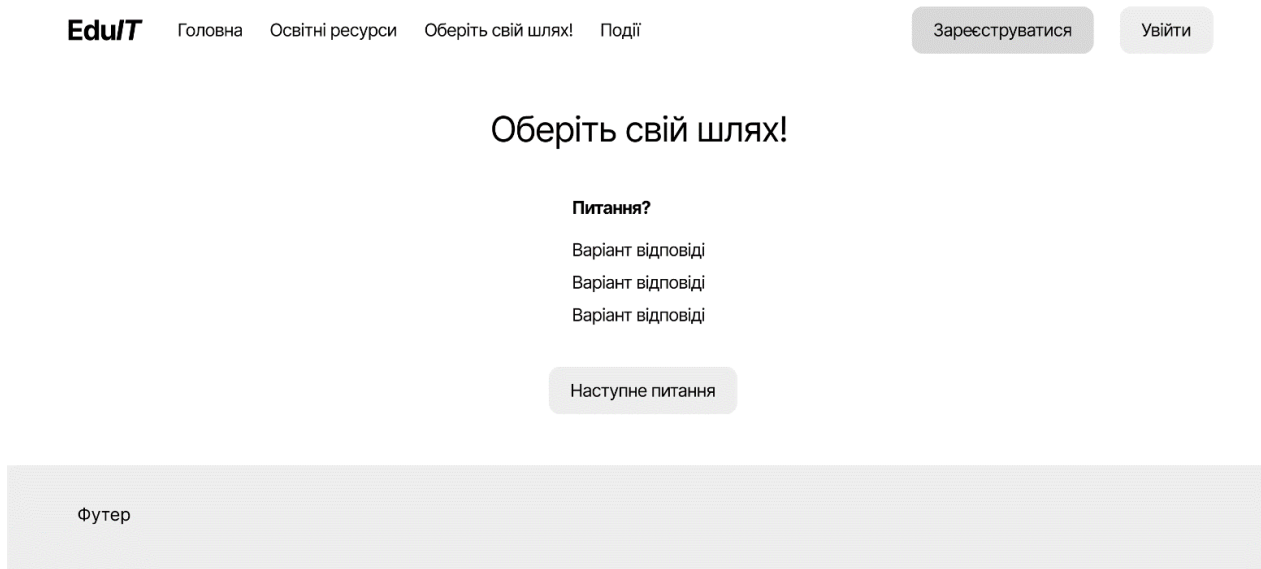 EduIT Головна Освітні ресурси Оберіть свій шлях! Події Зареєструватися Увійти
Оберіть свій шлях!
Питання?
Варіант відповіді
Варіант відповіді
Варіант відповіді
Наступне питання
Футер